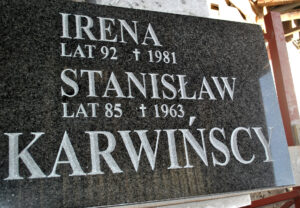 IRENA
LAT 92 † 1981
STANISŁAW
LAT 85 † 1963
KARWIŃSCY